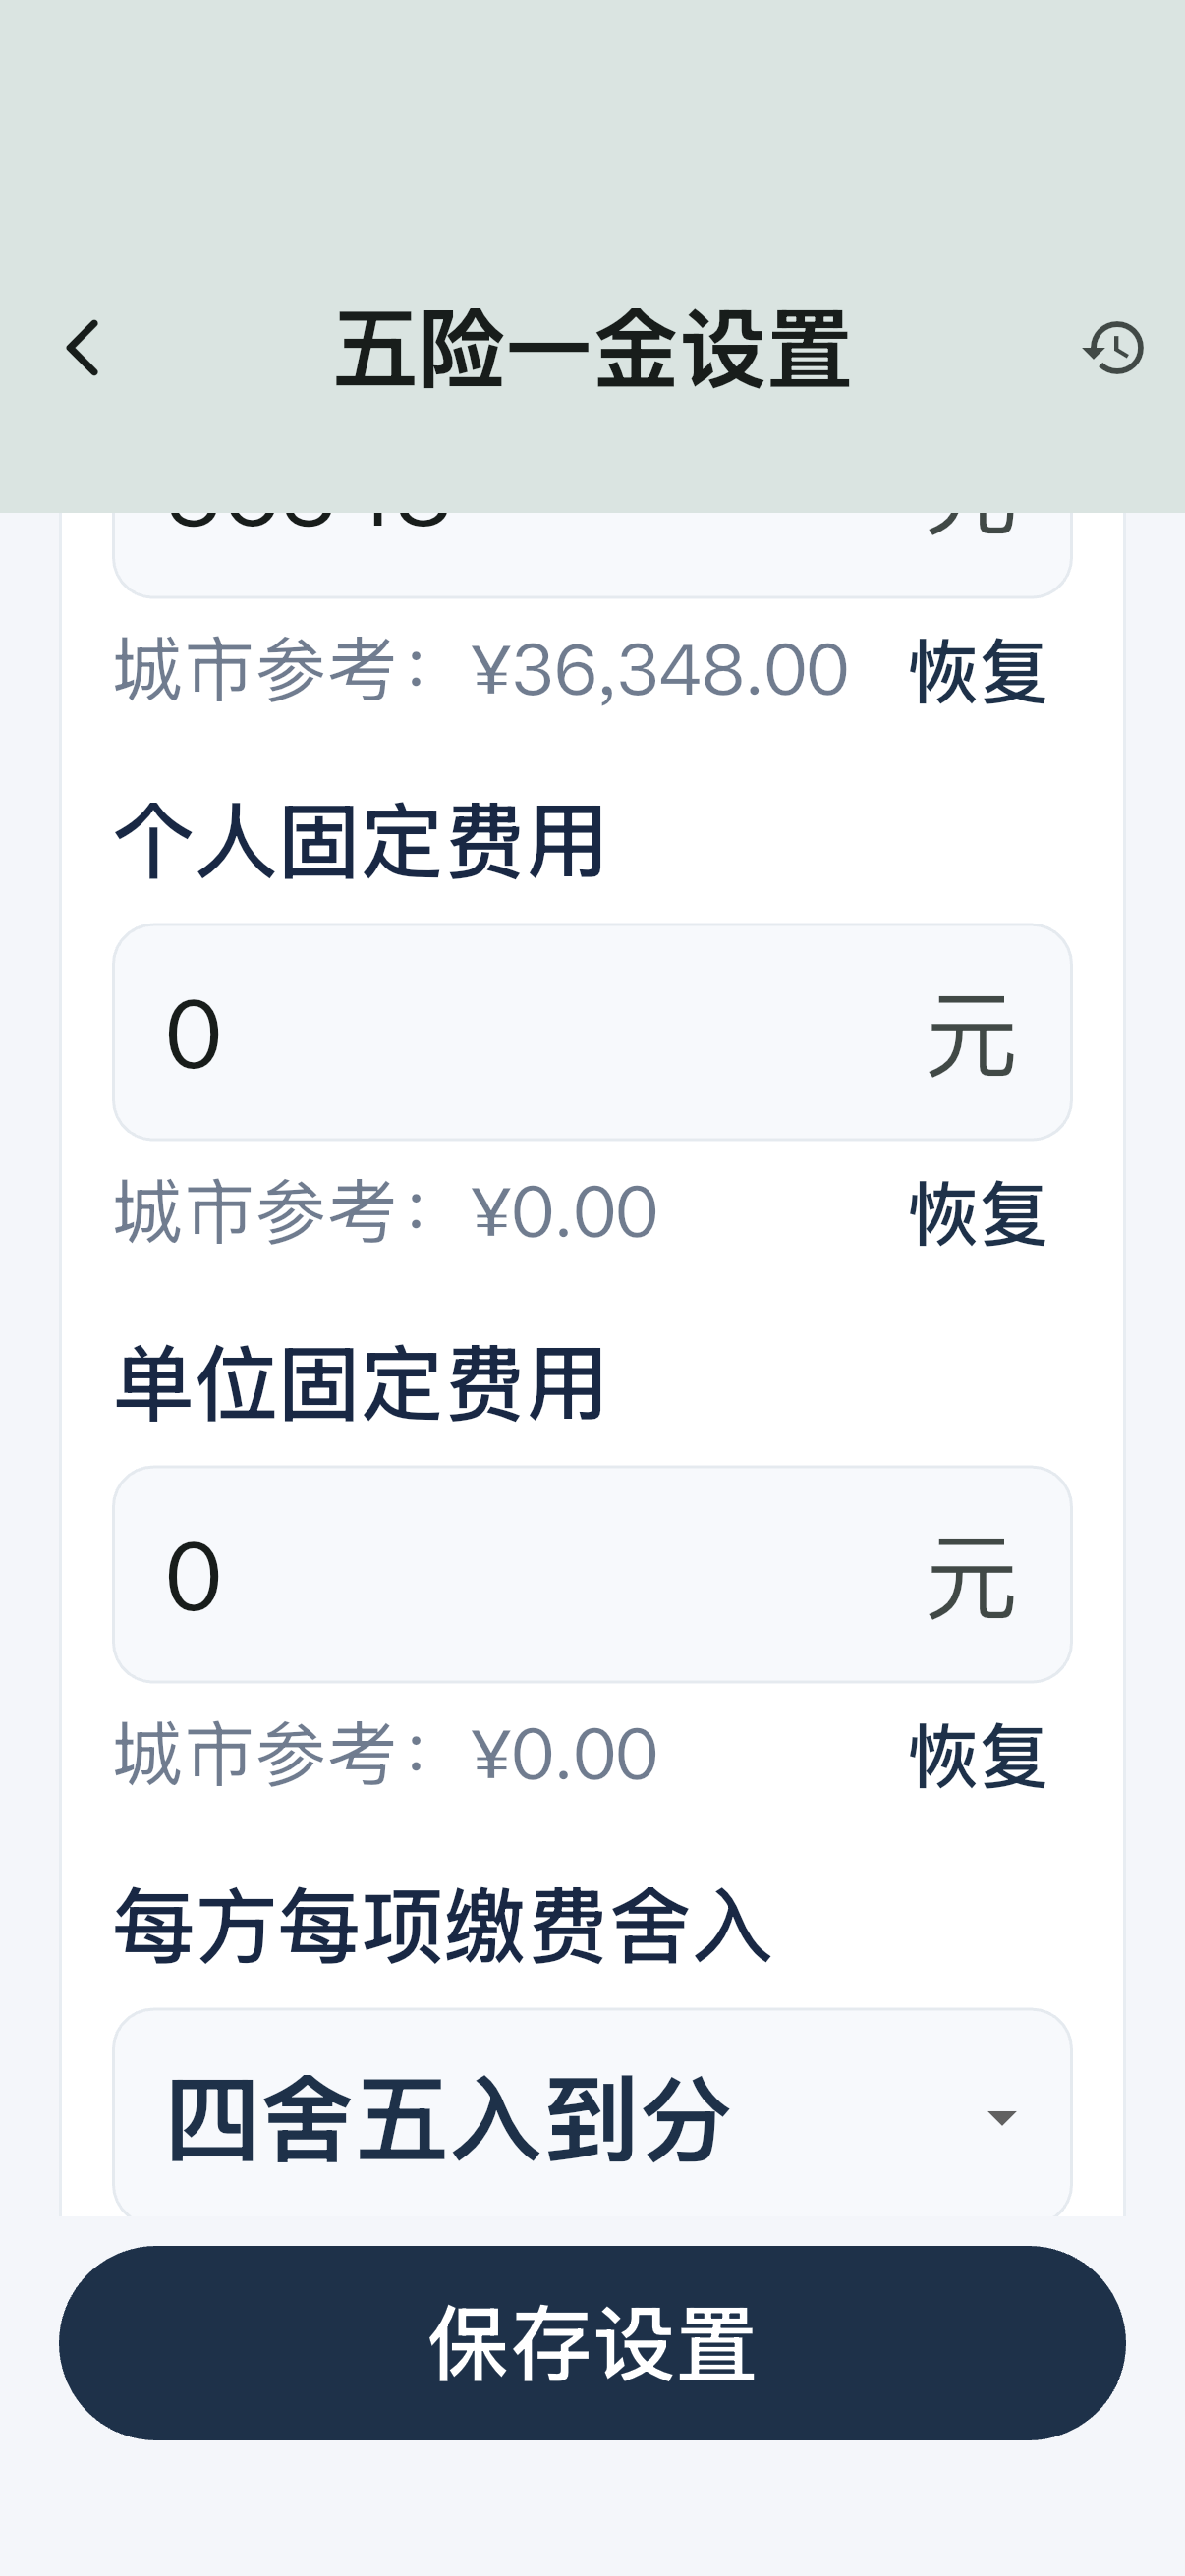 五险一金设置
元
城市参考：¥36,348.00 恢复
个人固定费用
0 元
城市参考：¥0.00 恢复
单位固定费用
0 元
城市参考：¥0.00 恢复
每方每项缴费舍入
四舍五入到分
保存设置